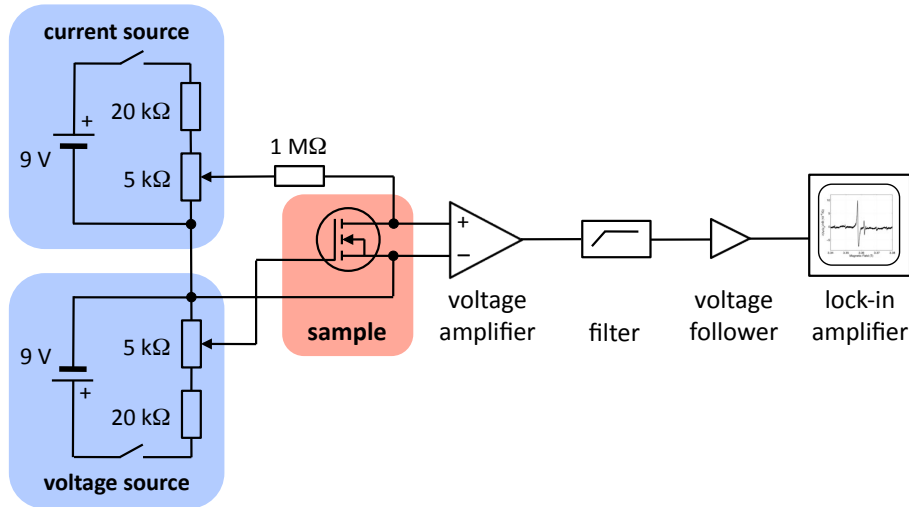 current source
+
20 kΩ
9 V
5 kΩ
1 MΩ
+
−
sample
voltage
amplifier
filter
voltage
follower
lock-in
amplifier
5 kΩ
9 V
+
20 kΩ
voltage source